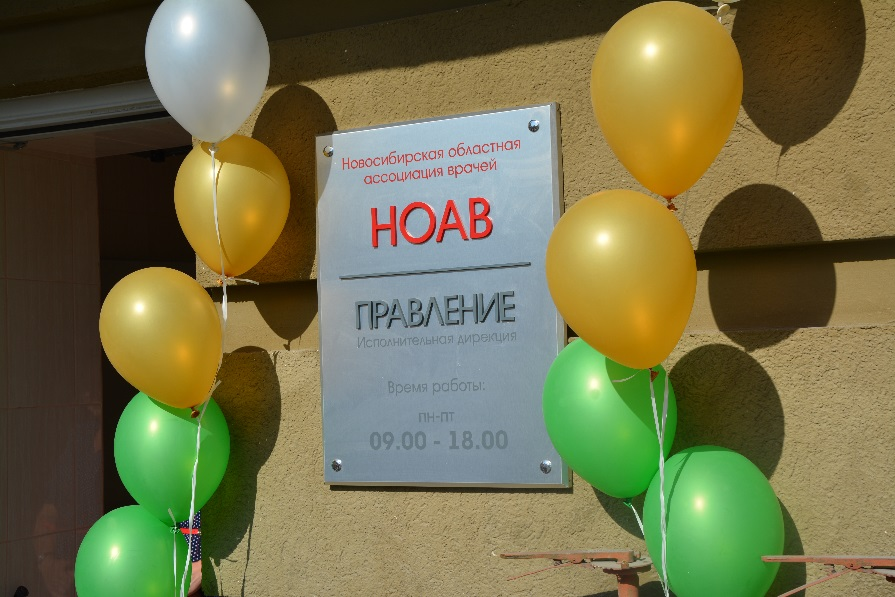 Новосибирская областная
ассоциация врачей
НОАВ
ПРАВЛЕНИЕ
Исполнительная дирекция
Время работы:
пн-пт
09.00 - 18.00